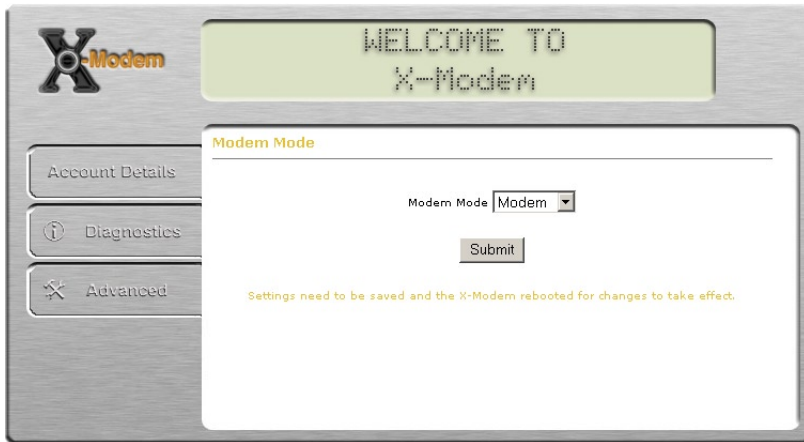 X-Modem
WELCOME TO
X-Modem
Account Details
Diagnostics
Advanced
Modem Mode
Modem Mode Modem
Submit
Settings need to be saved and the X-Modem rebooted for changes to take effect.